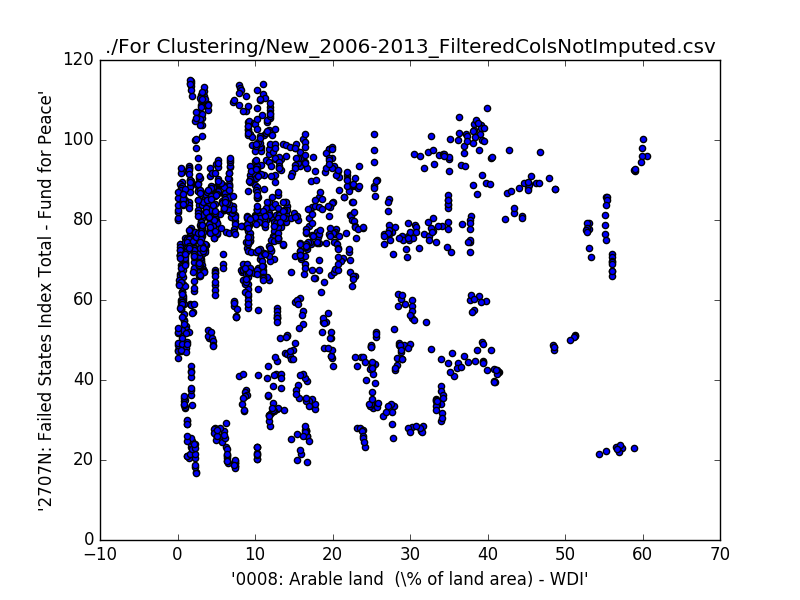 ./For Clustering/New_2006-2013_FilteredColsNotImputed.csv
120
100
80
60
40
20
0
'2707N: Failed States Index Total - Fund for Peace'
−10 0 10 20 30 40 50 60 70
'0008: Arable land  (\% of land area) - WDI'